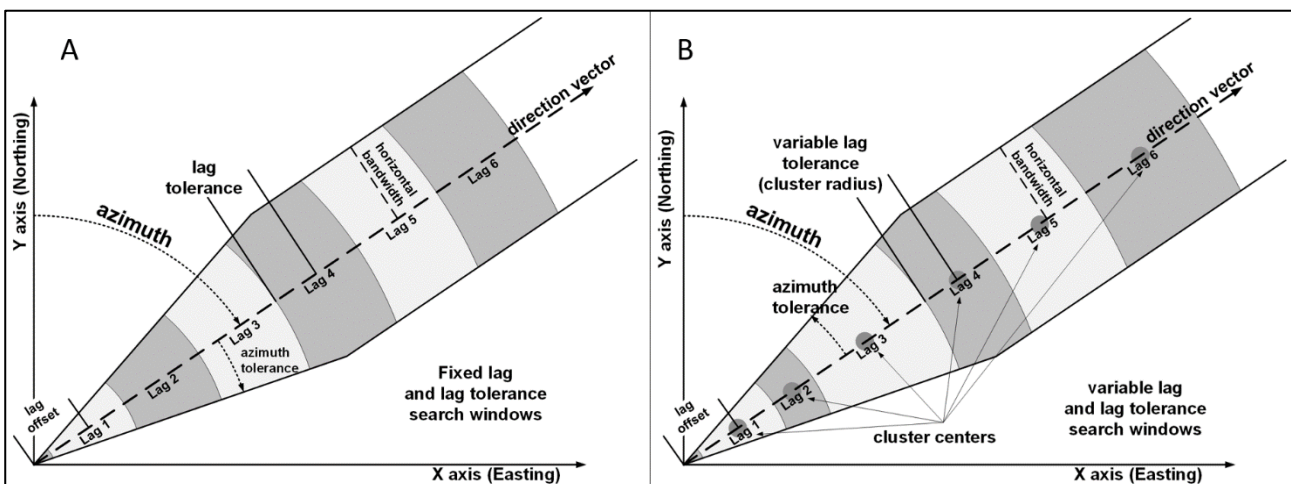 A
Y axis (Northing)
azimuth
lag
tolerance
horizontal
bandwidth
direction vector
Lag 6
Lag 5
Lag 4
Lag 3
Lag 2
Lag 1
azimuth
tolerance
lag
offset
Fixed lag
and lag tolerance
search windows
X axis (Easting)
B
Y axis (Northing)
azimuth
variable lag
tolerance
(cluster radius)
horizontal
bandwidth
direction vector
Lag 6
Lag 5
Lag 4
Lag 3
Lag 2
Lag 1
azimuth
tolerance
lag
offset
cluster centers
variable lag
and lag tolerance
search windows
X axis (Easting)